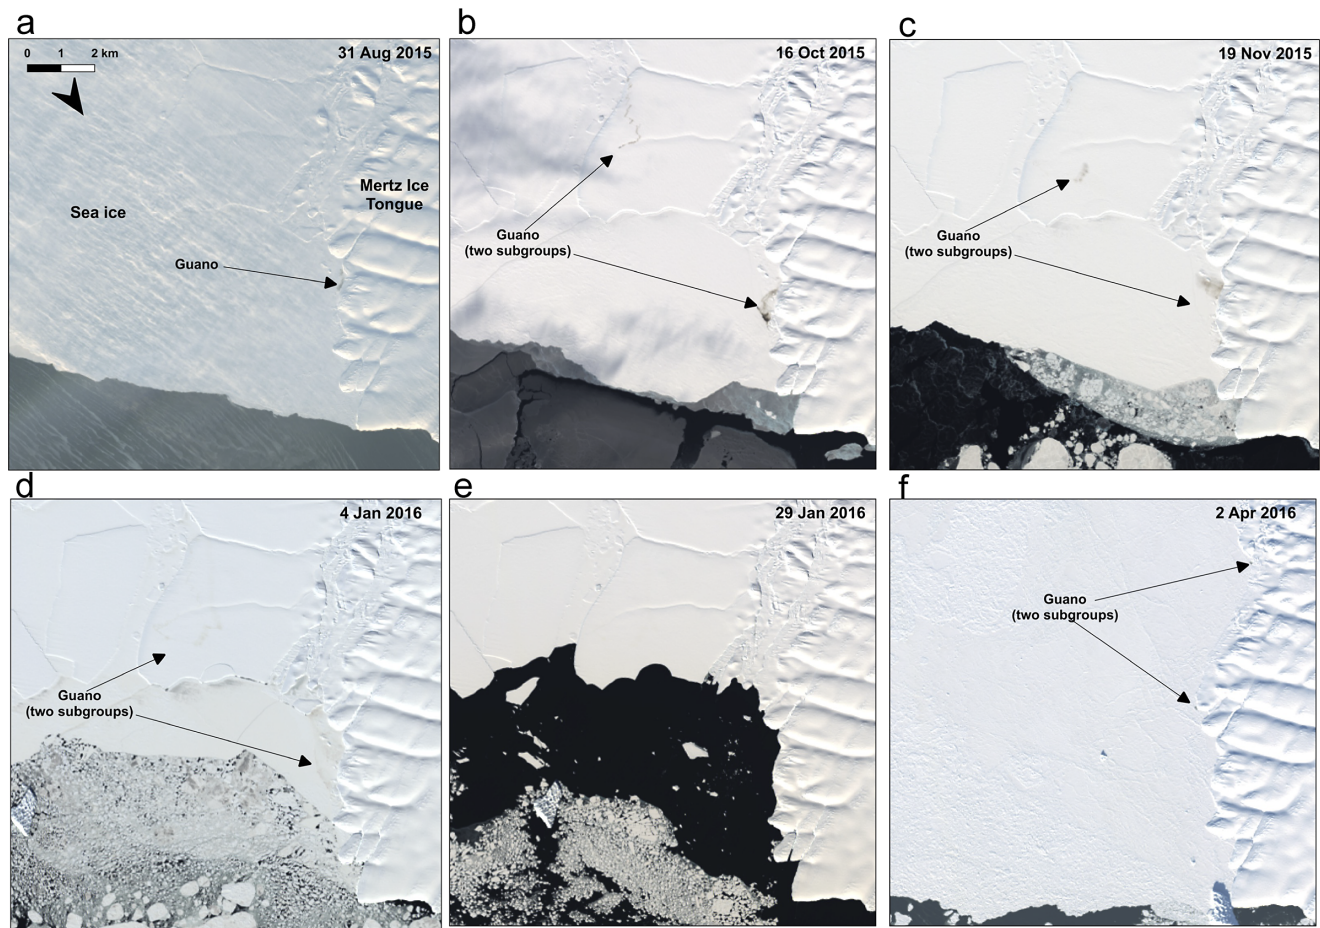 a
31 Aug 2015
0 1 2 km
Mertz Ice
Tongue
Sea ice
Guano
b
16 Oct 2015
Guano
(two subgroups)
c
19 Nov 2015
Guano
(two subgroups)
d
4 Jan 2016
Guano
(two subgroups)
e
29 Jan 2016
f
2 Apr 2016
Guano
(two subgroups)